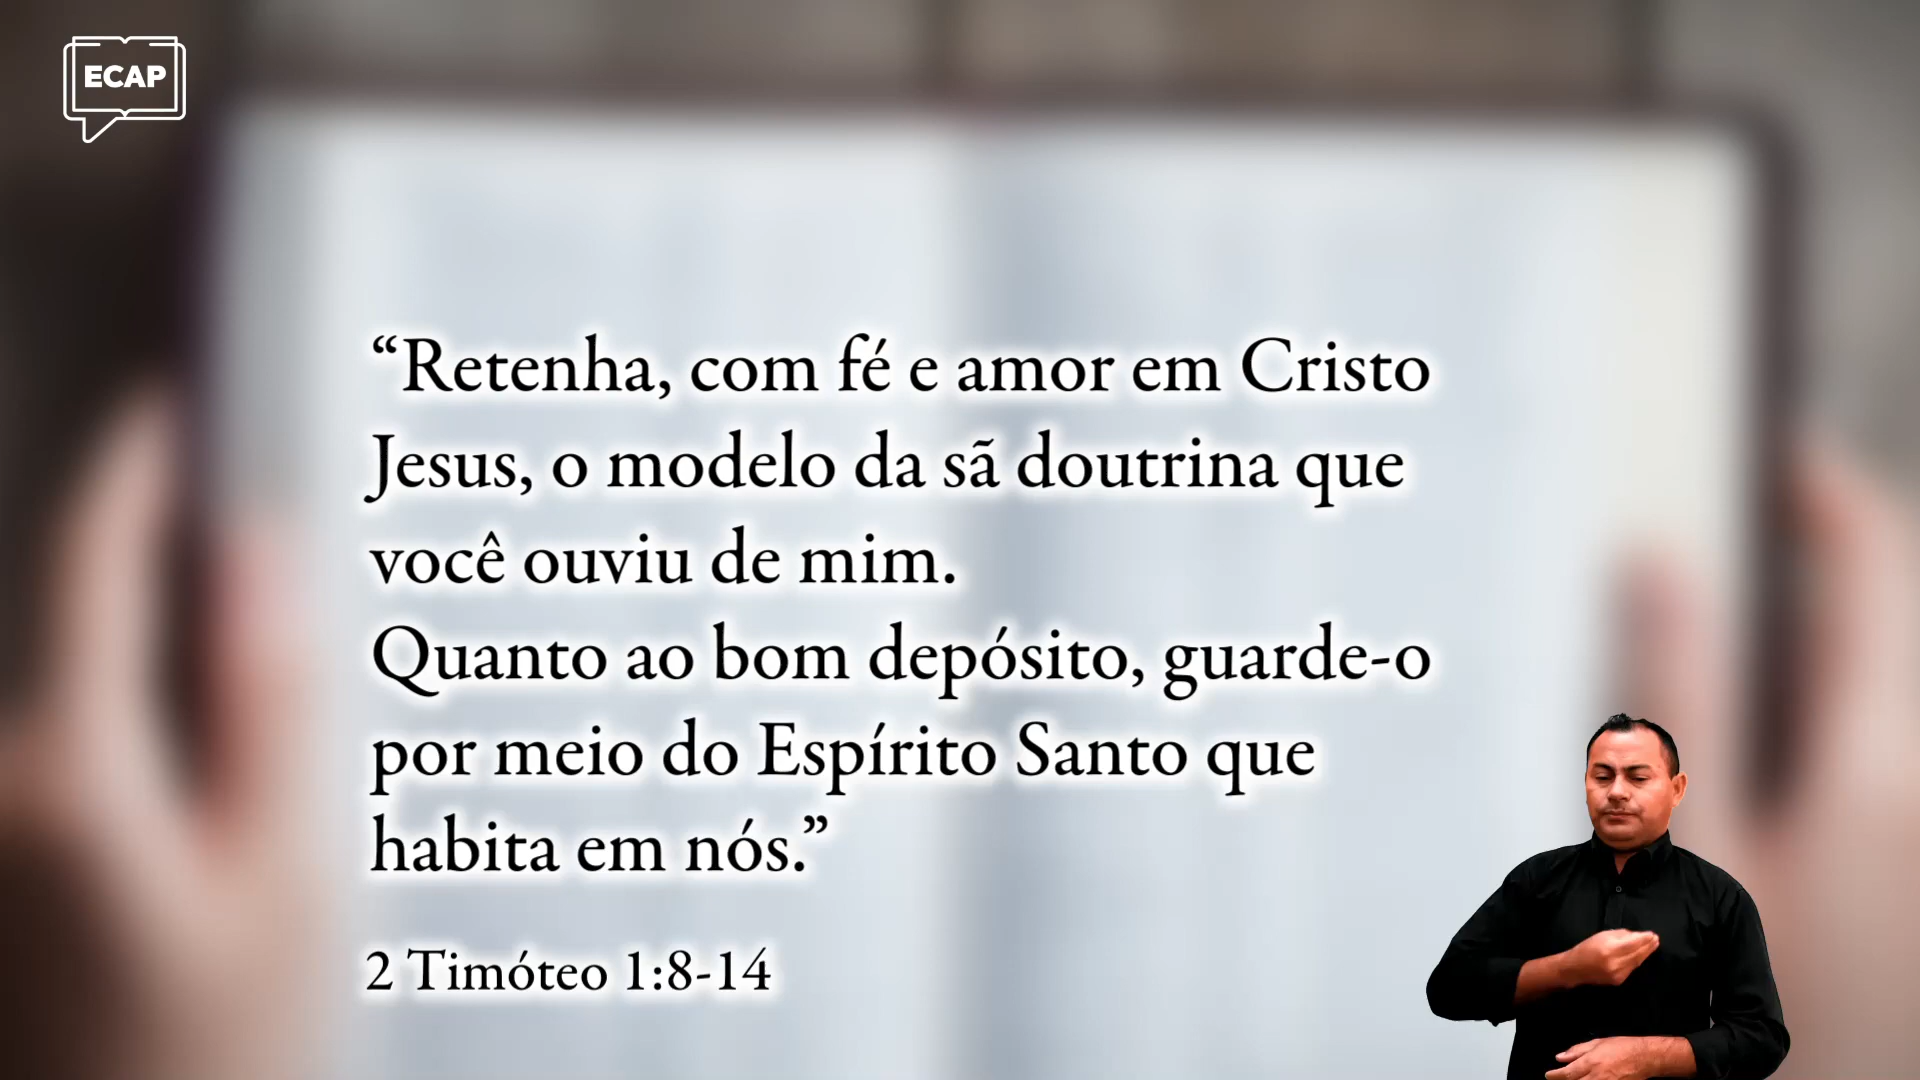 ECAP
“Retenha, com fé e amor em Cristo
Jesus, o modelo da sã doutrina que
você ouviu de mim.
Quanto ao bom depósito, guarde-o
por meio do Espírito Santo que
habita em nós.”
2 Timóteo 1:8-14